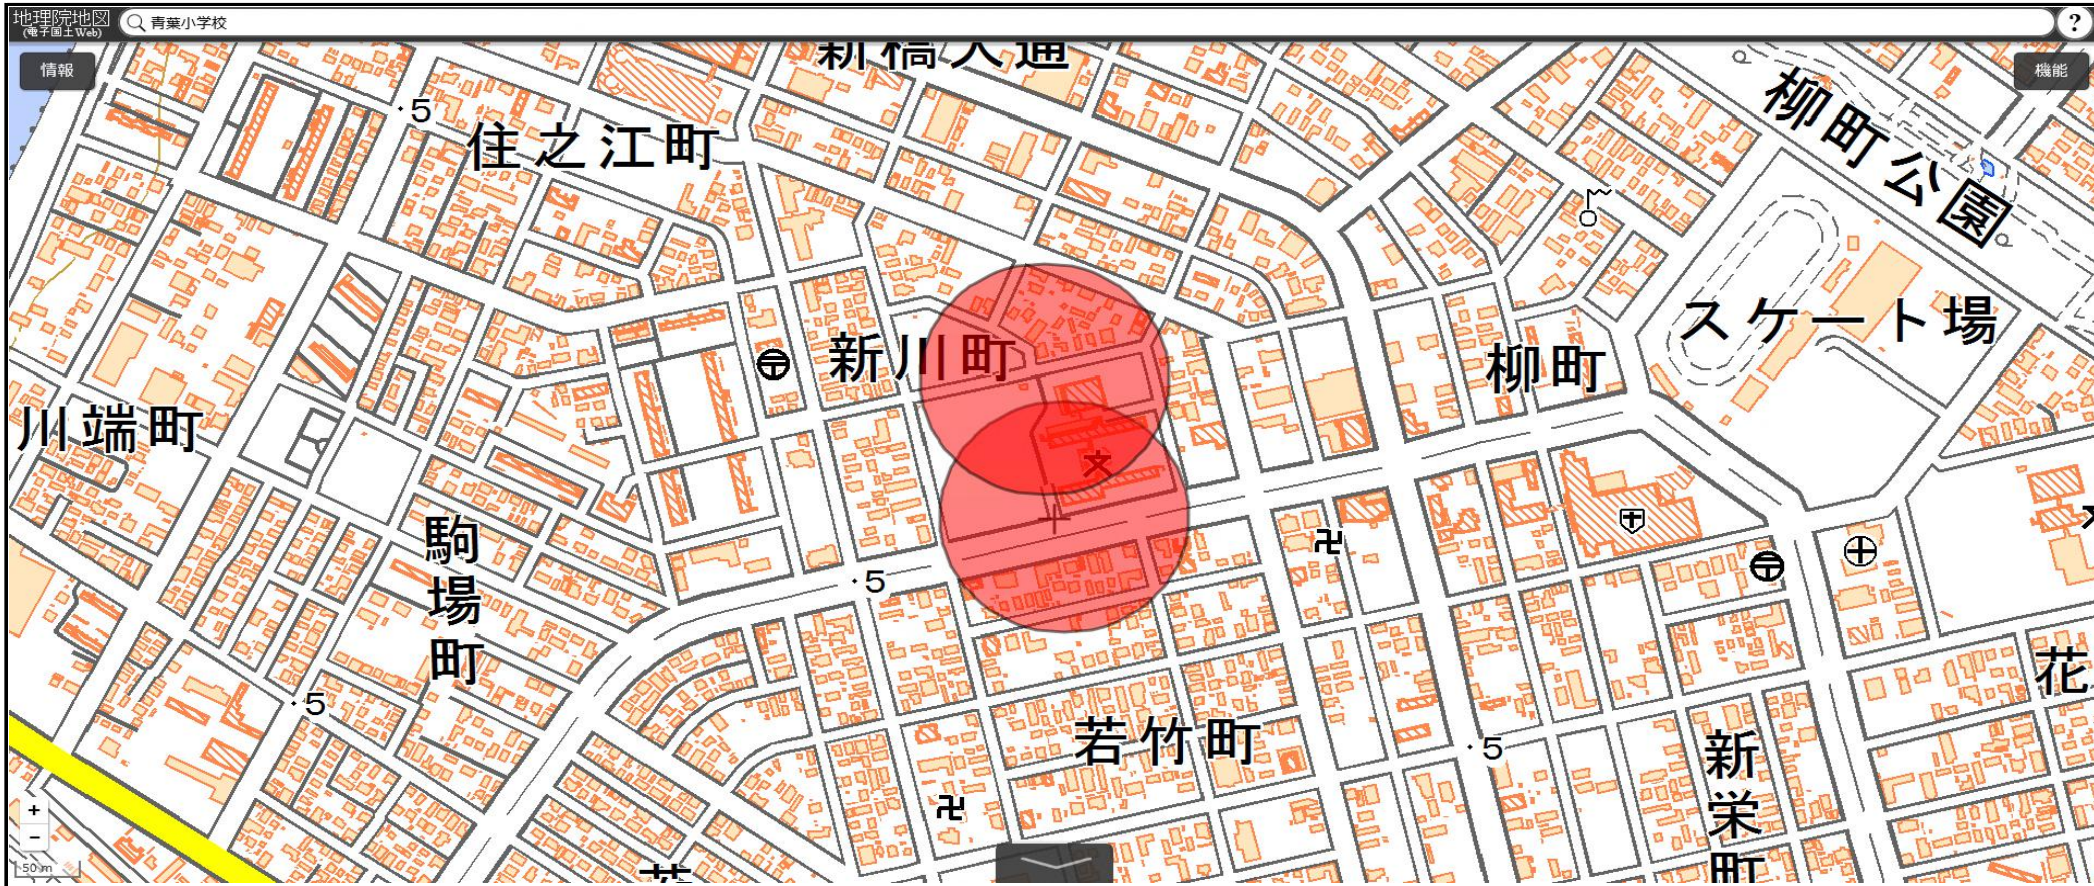 地理院地図
(電子国土Web)
青葉小学校
?
情報
機能
新橋大通
5
住之江町
柳町公園
スケート場
新川町
柳町
川端町
駒場町
5
5
花
若竹町
5
新栄町
+
-
50 m